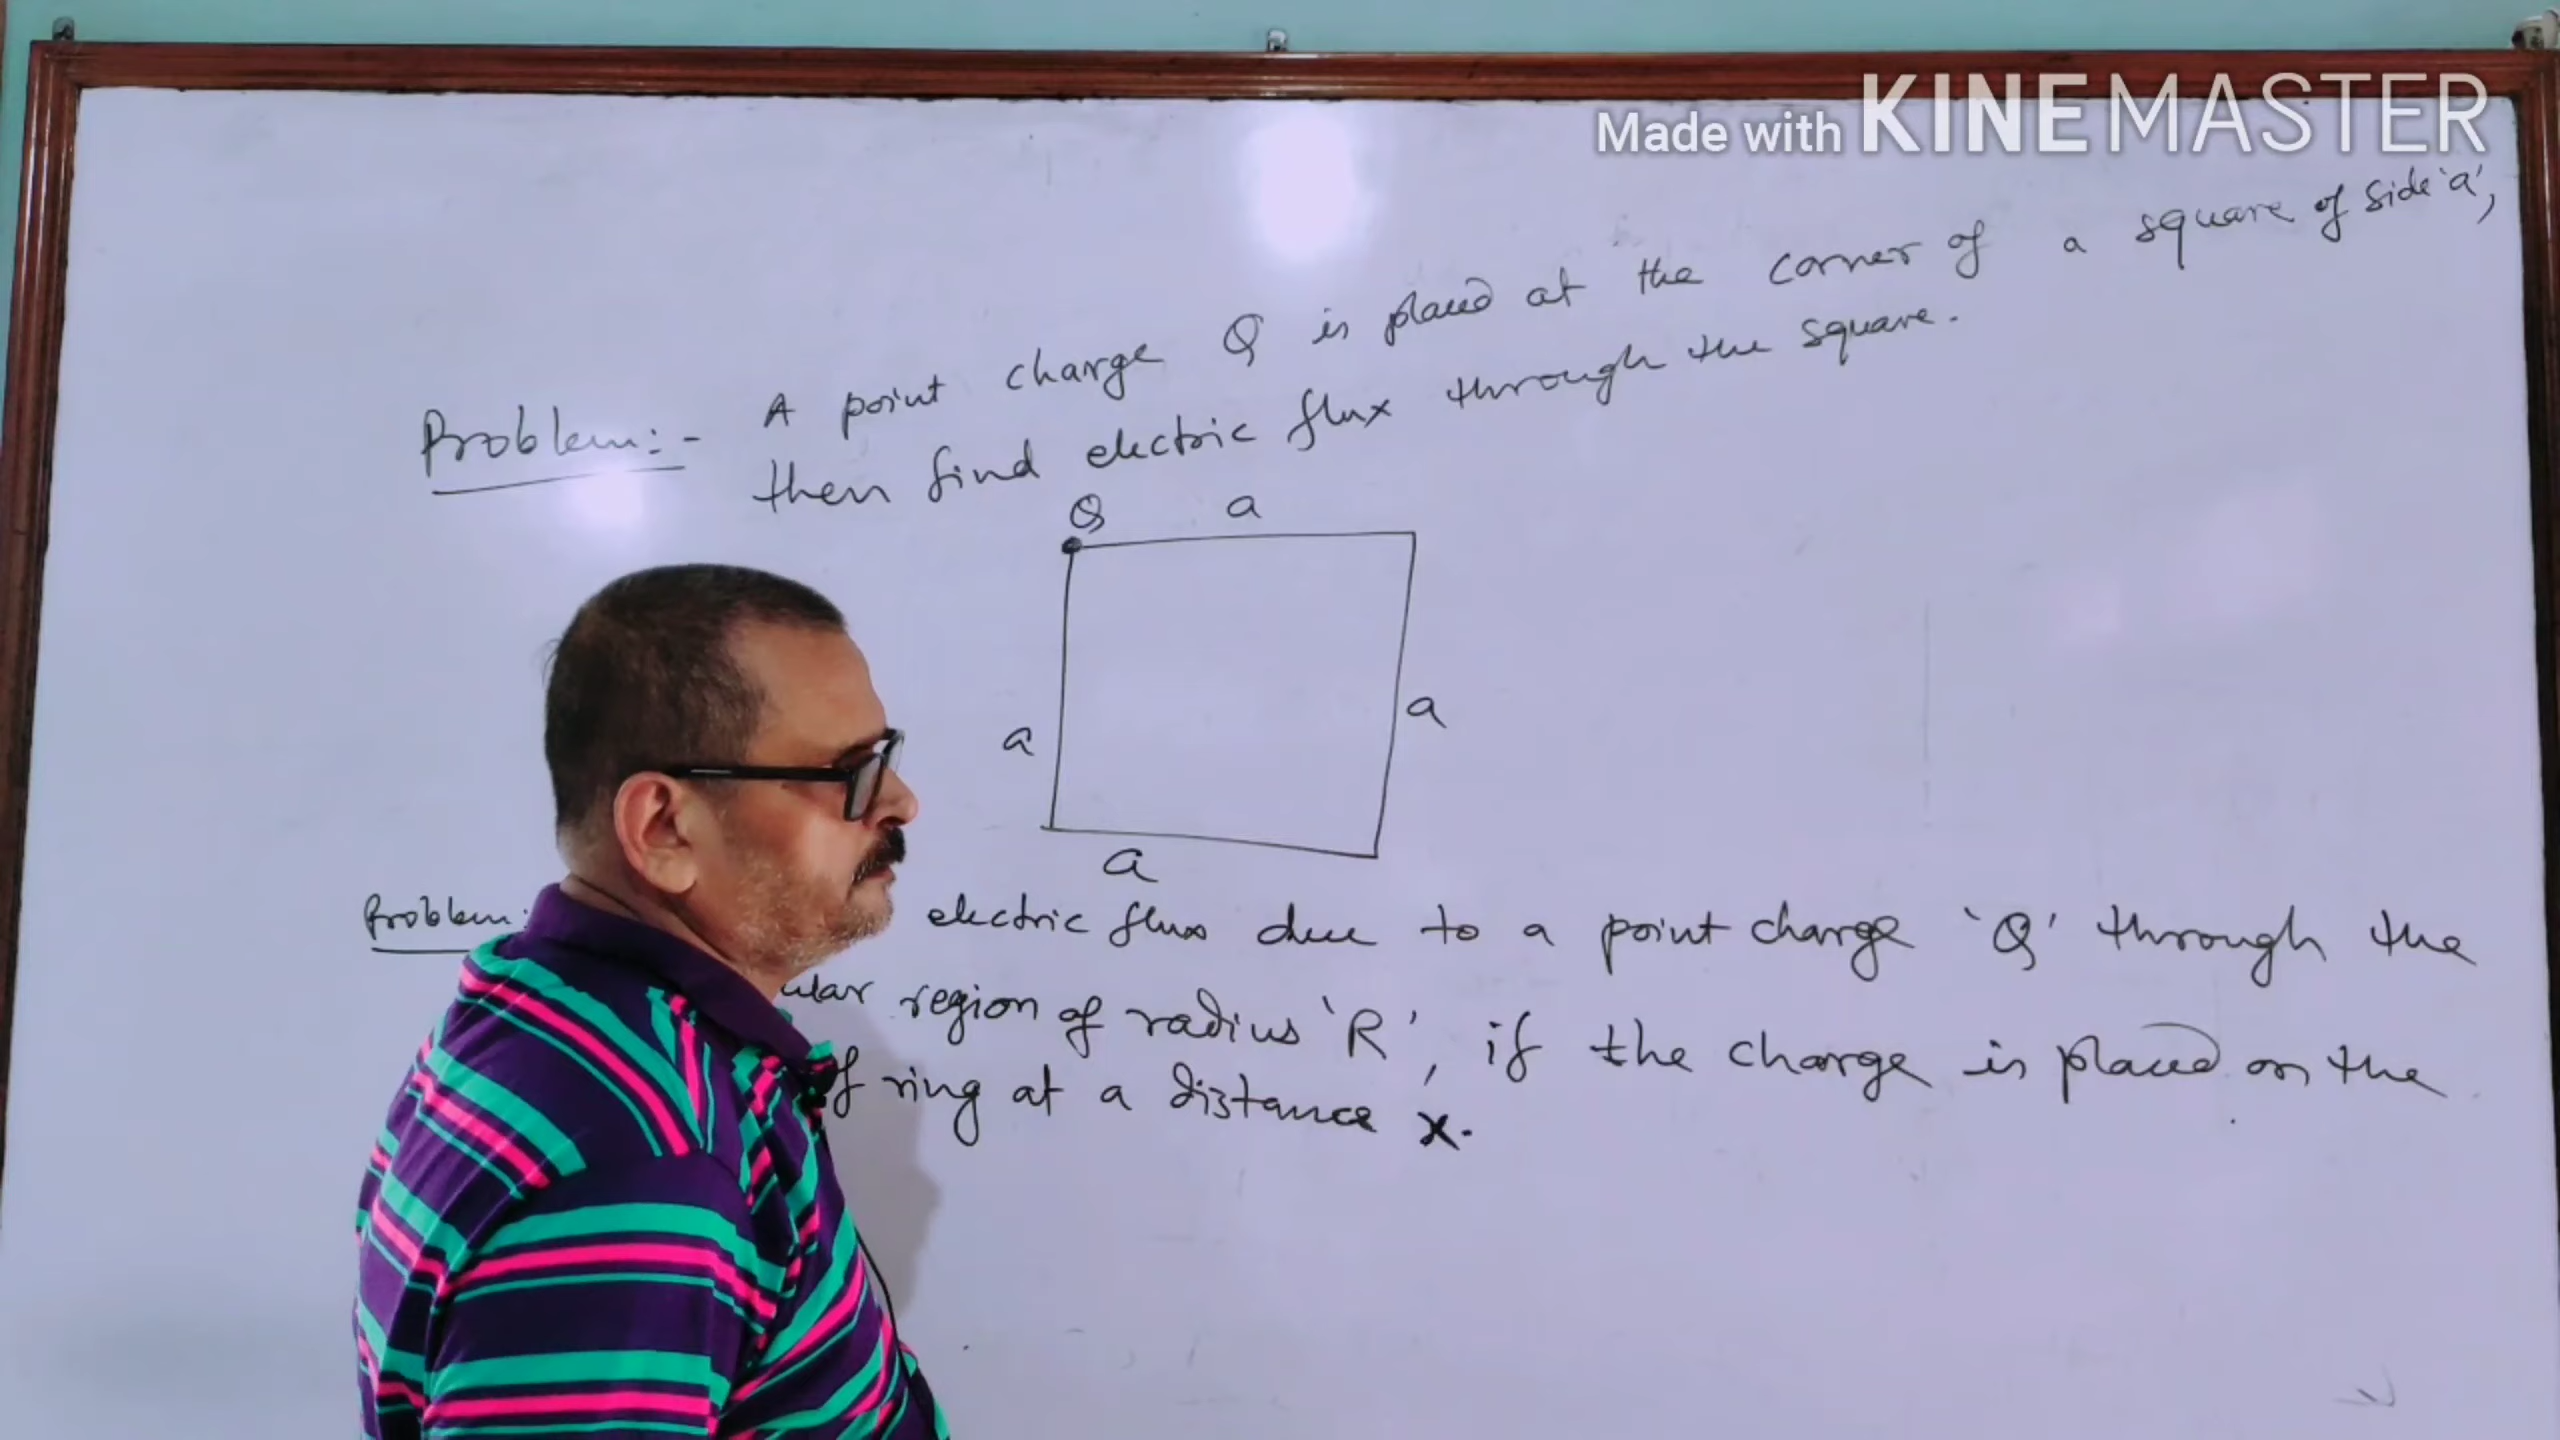 Made with KINEMASTER
Problem:- A point charge Q is placed at the corner of a square of side 'a',
then find electric flux through the square.
Q a
a a
a
Problem: electric flux due to a point charge 'Q' through the
ular region of radius 'R', if the charge is placed on the
of ring at a distance x.